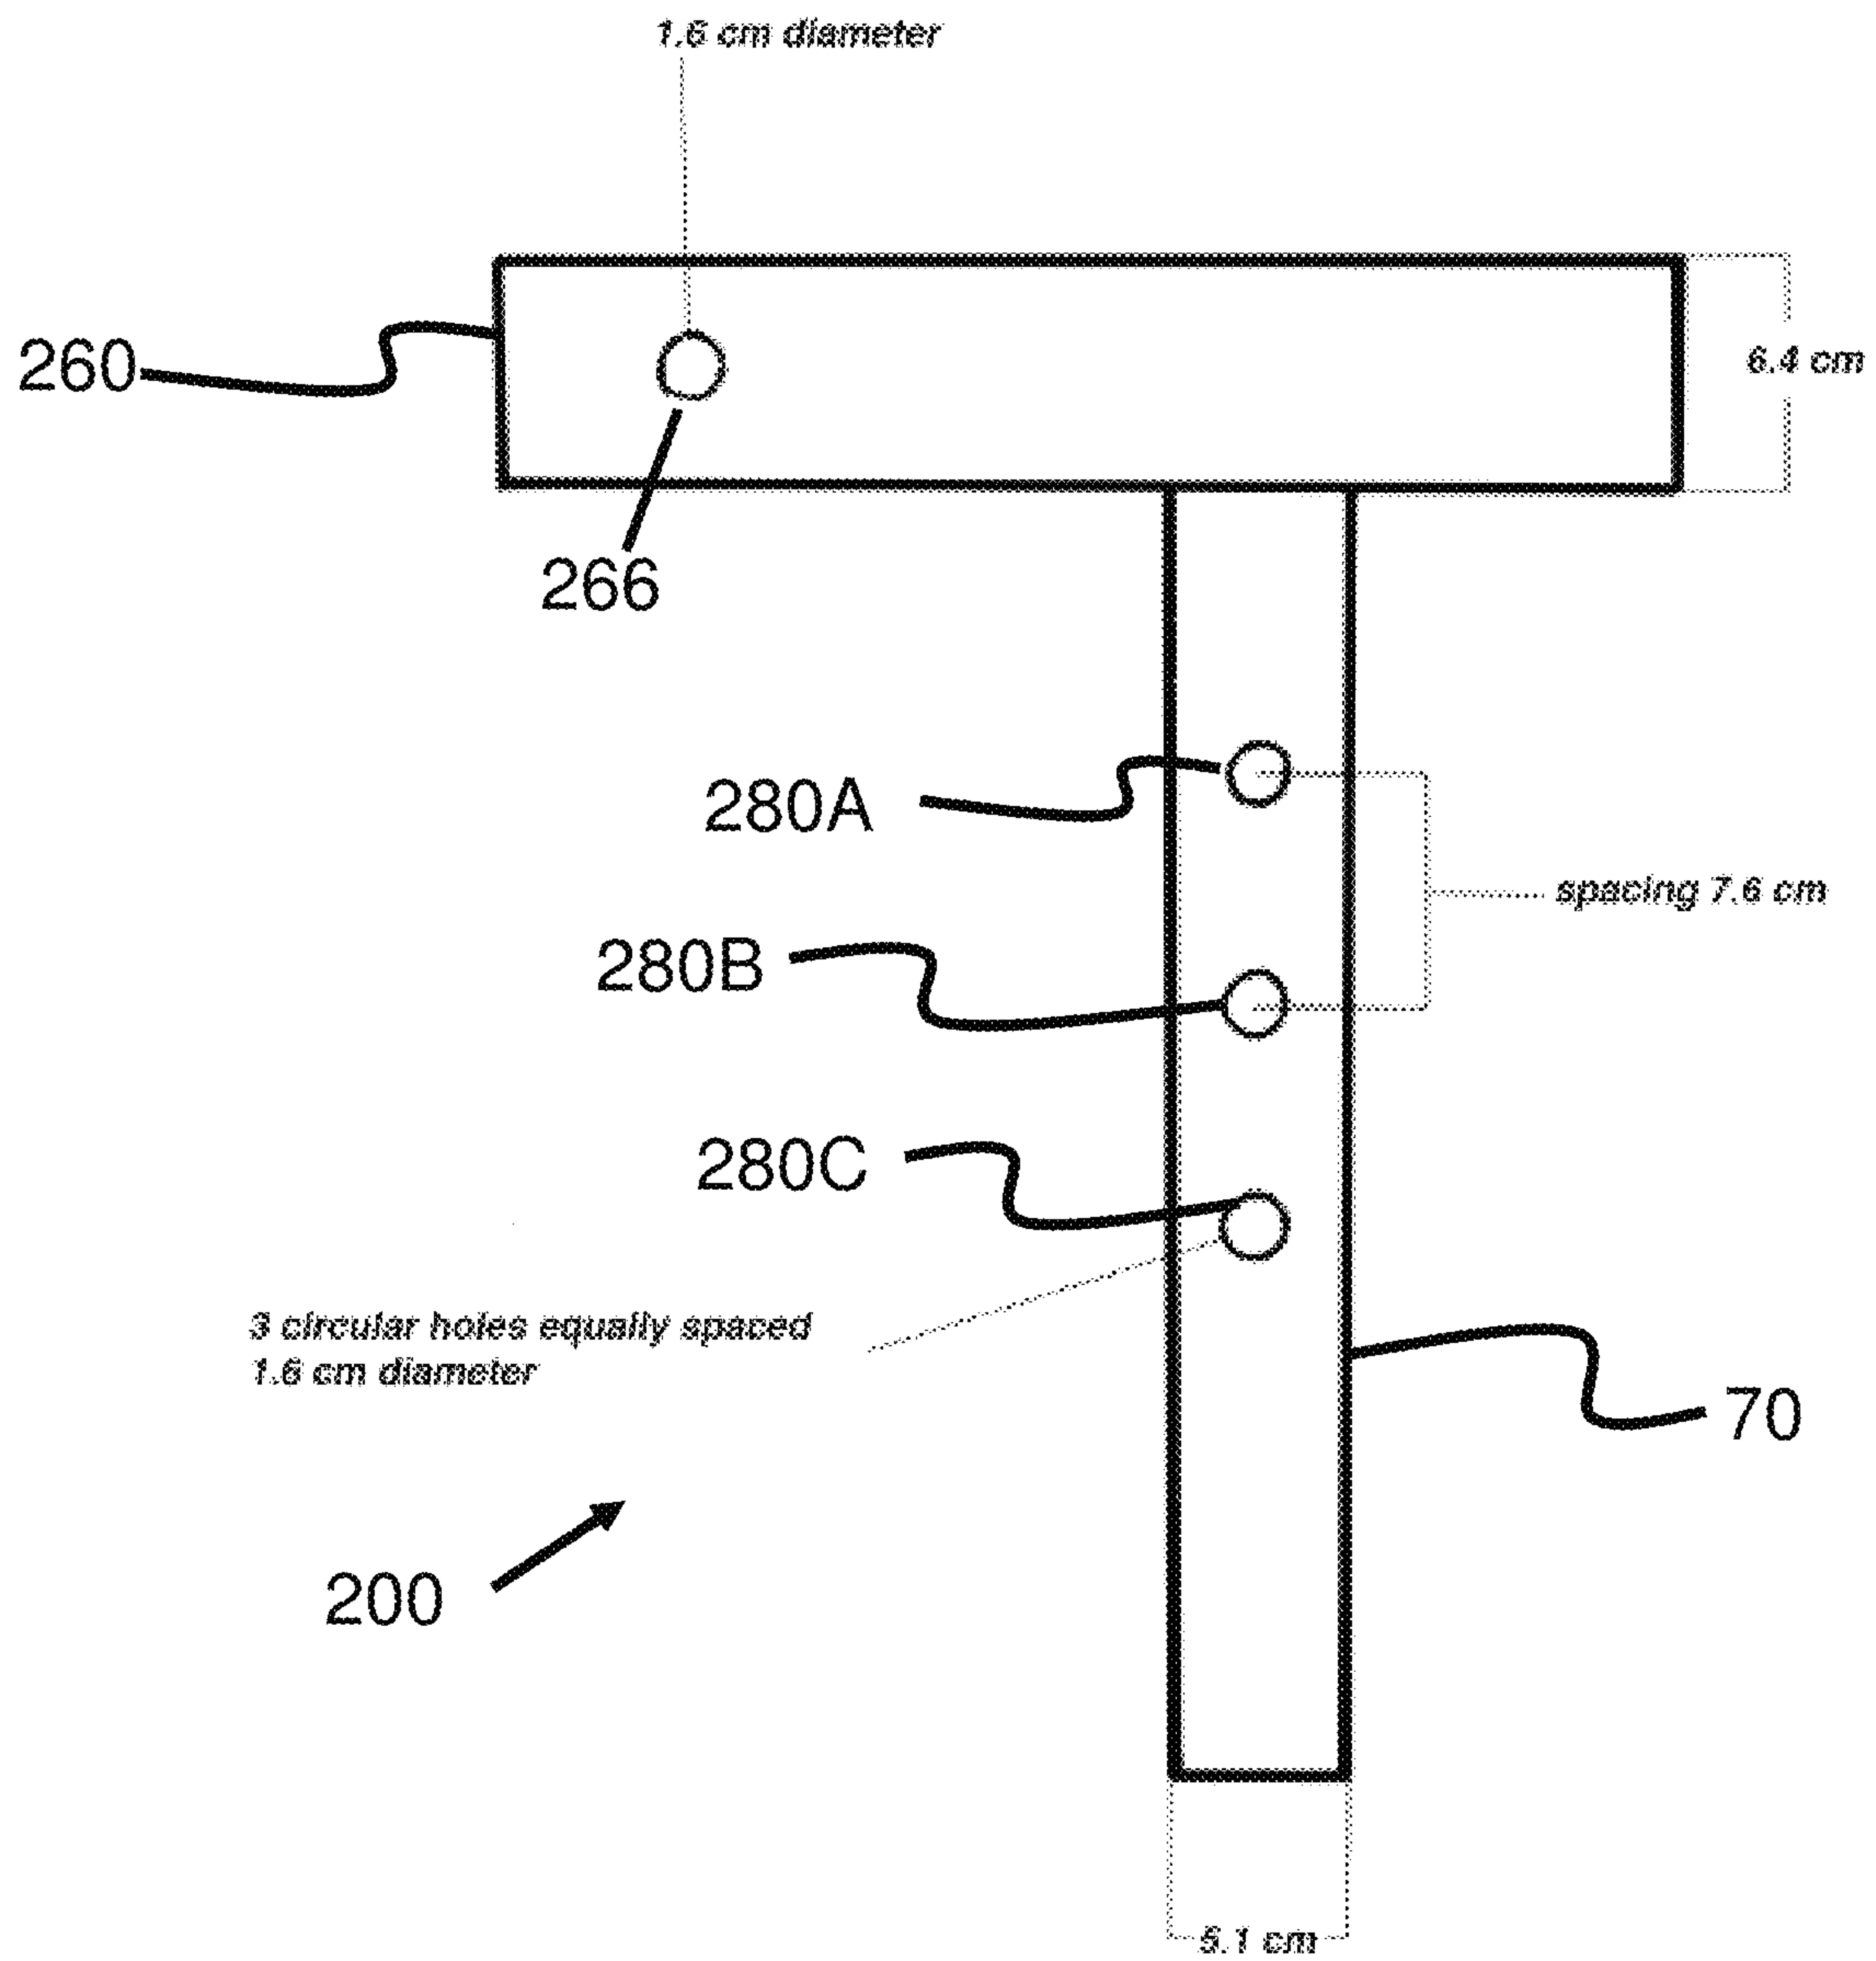 1.6 cm diameter
260
6.4 cm
266
280A
spacing 7.6 cm
280B
280C
3 circular holes equally spaced
1.6 cm diameter
70
200
5.1 cm